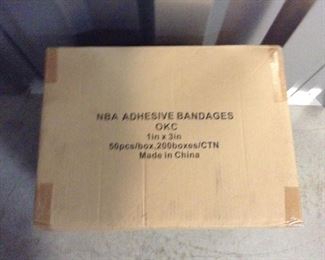 NBA ADHESIVE BANDAGES
OKC
1in x 3in
50pcs/box,200boxes/CTN
Made in China